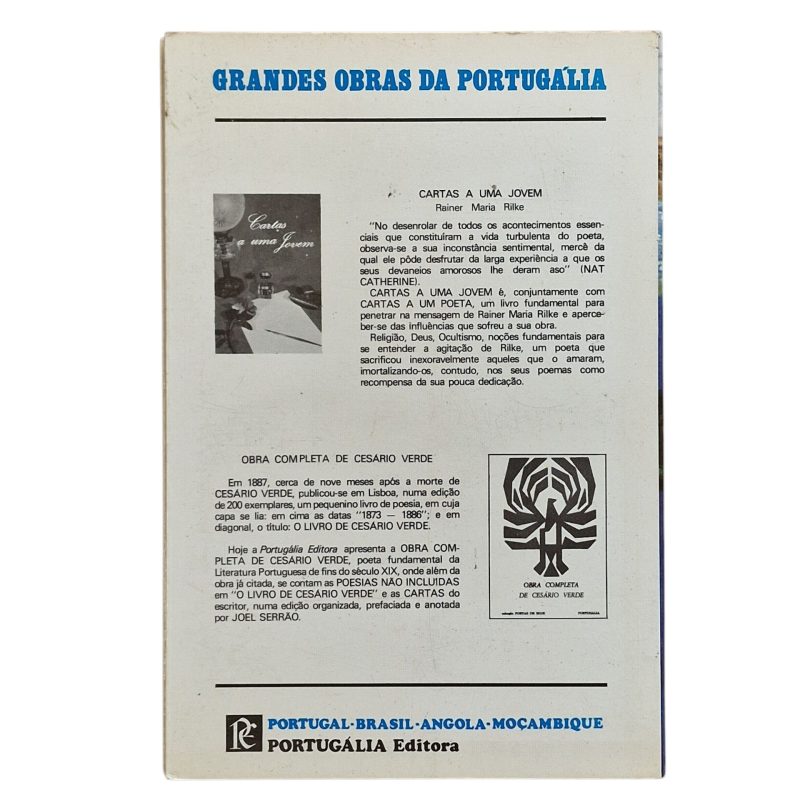 GRANDES OBRAS DA PORTUGÁLIA
Cartas
a uma Jovem
CARTAS A UMA JOVEM
Rainer Maria Rilke
"No desenrolar de todos os acontecimentos essen-
ciais que constituíram a vida turbulenta do poeta,
observa-se a sua inconstância sentimental, mercê da
qual ele pôde desfrutar da larga experiência a que os
seus devaneios amorosos lhe deram aso" (NAT
CATHERINE).
CARTAS A UMA JOVEM é, conjuntamente com
CARTAS A UM POETA, um livro fundamental para
penetrar na mensagem de Rainer Maria Rilke e aperce-
ber-se das influências que sofreu a sua obra.
Religião, Deus, Ocultismo, noções fundamentais para
se entender a agitação de Rilke, um poeta que
sacrificou inexoravelmente aqueles que o amaram,
imortalizando-os, contudo, nos seus poemas como
recompensa da sua pouca dedicação.
OBRA COMPLETA DE CESÁRIO VERDE
Em 1887, cerca de nove meses após a morte de
CESÁRIO VERDE, publicou-se em Lisboa, numa edição
de 200 exemplares, um pequenino livro de poesia, em cuja
capa se lia: em cima as datas "1873 — 1886"; e em
diagonal, o título: O LIVRO DE CESÁRIO VERDE.
Hoje a Portugália Editora apresenta a OBRA COM-
PLETA DE CESÁRIO VERDE, poeta fundamental da
Literatura Portuguesa de fins do século XIX, onde além da
obra já citada, se contam as POESIAS NÃO INCLUÍDAS
em "O LIVRO DE CESÁRIO VERDE" e as CARTAS do
escritor, numa edição organizada, prefaciada e anotada
por JOEL SERRÃO.
OBRA COMPLETA
DE CESÁRIO VERDE
colecção POETAS DE HOJE PORTUGÁLIA
PE PORTUGAL-BRASIL-ANGOLA-MOÇAMBIQUE
PORTUGÁLIA Editora